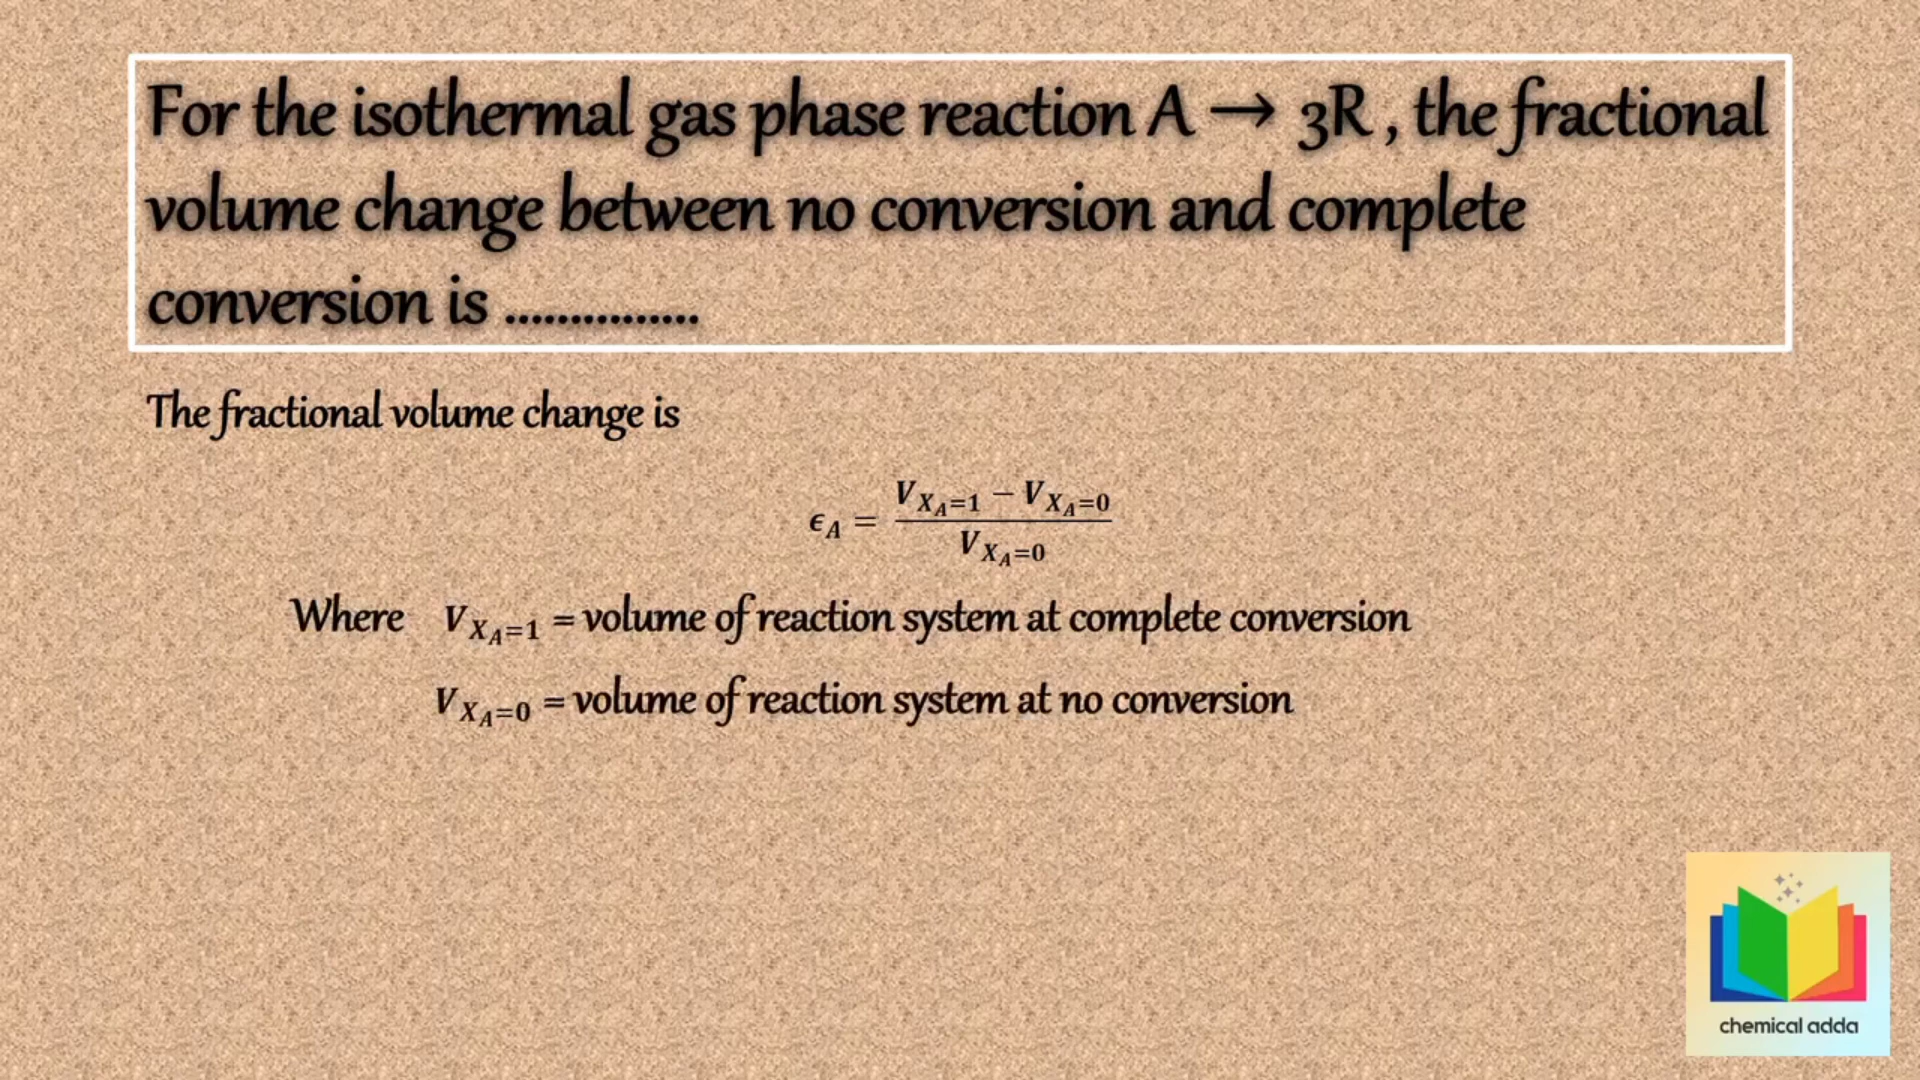 For the isothermal gas phase reaction A → 3R , the fractional
volume change between no conversion and complete
conversion is ...............
The fractional volume change is
ϵ_A = (V_{X_A=1} − V_{X_A=0}) / V_{X_A=0}
Where V_{X_A=1} = volume of reaction system at complete conversion
V_{X_A=0} = volume of reaction system at no conversion
chemical adda